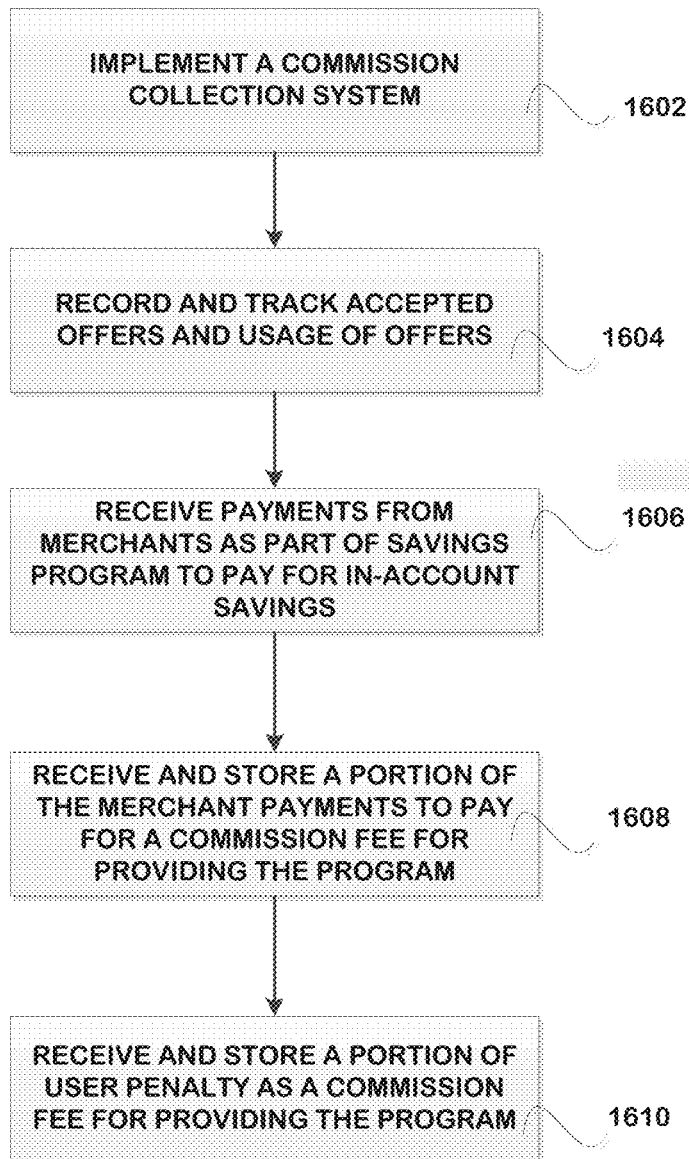 IMPLEMENT A COMMISSION
COLLECTION SYSTEM
1602
RECORD AND TRACK ACCEPTED
OFFERS AND USAGE OF OFFERS
1604
RECEIVE PAYMENTS FROM
MERCHANTS AS PART OF SAVINGS
PROGRAM TO PAY FOR IN-ACCOUNT
SAVINGS
1606
RECEIVE AND STORE A PORTION OF
THE MERCHANT PAYMENTS TO PAY
FOR A COMMISSION FEE FOR
PROVIDING THE PROGRAM
1608
RECEIVE AND STORE A PORTION OF
USER PENALTY AS A COMMISSION
FEE FOR PROVIDING THE PROGRAM
1610